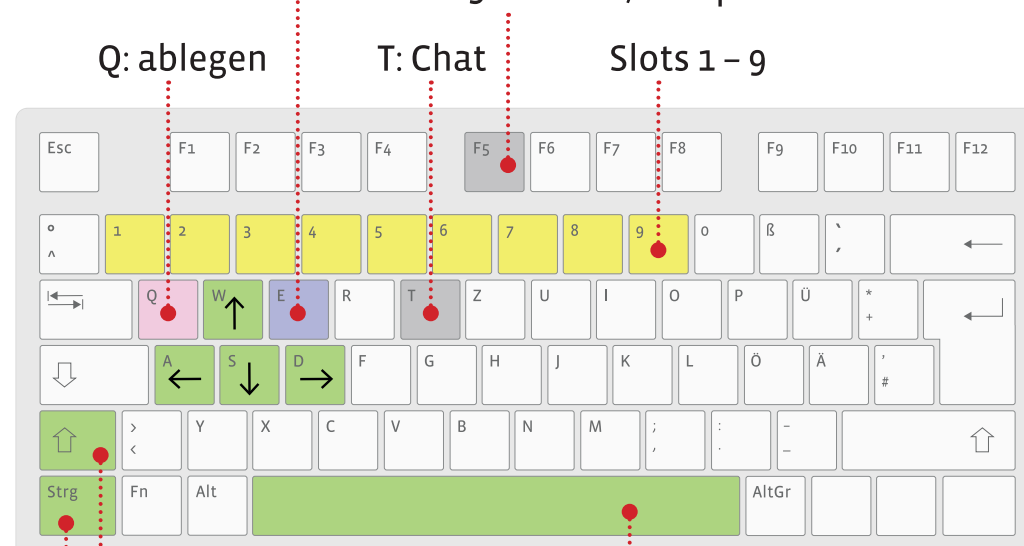 Q: ablegen T: Chat Slots 1 – 9
Esc F1 F2 F3 F4 F5 F6 F7 F8 F9 F10 F11 F12
° ^ 1 2 3 4 5 6 7 8 9 0 ß ` ´
Q W E R T Z U I O P Ü * +
A S D F G H J K L Ö Ä ' #
> < Y X C V B N M ; , : . – _
Strg Fn Alt AltGr